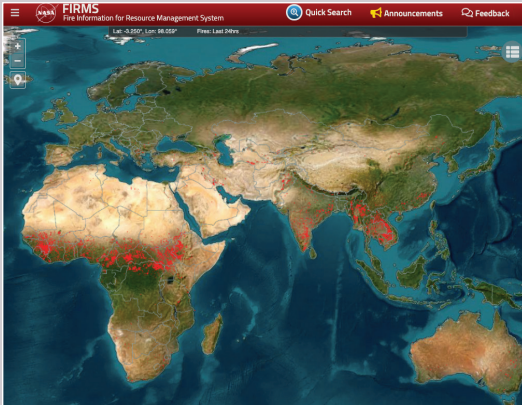 NASA
FIRMS
Fire Information for Resource Management System
Quick Search
Announcements
Feedback
Lat: -3.250°, Lon: 98.059°
Fires: Last 24hrs
+
−